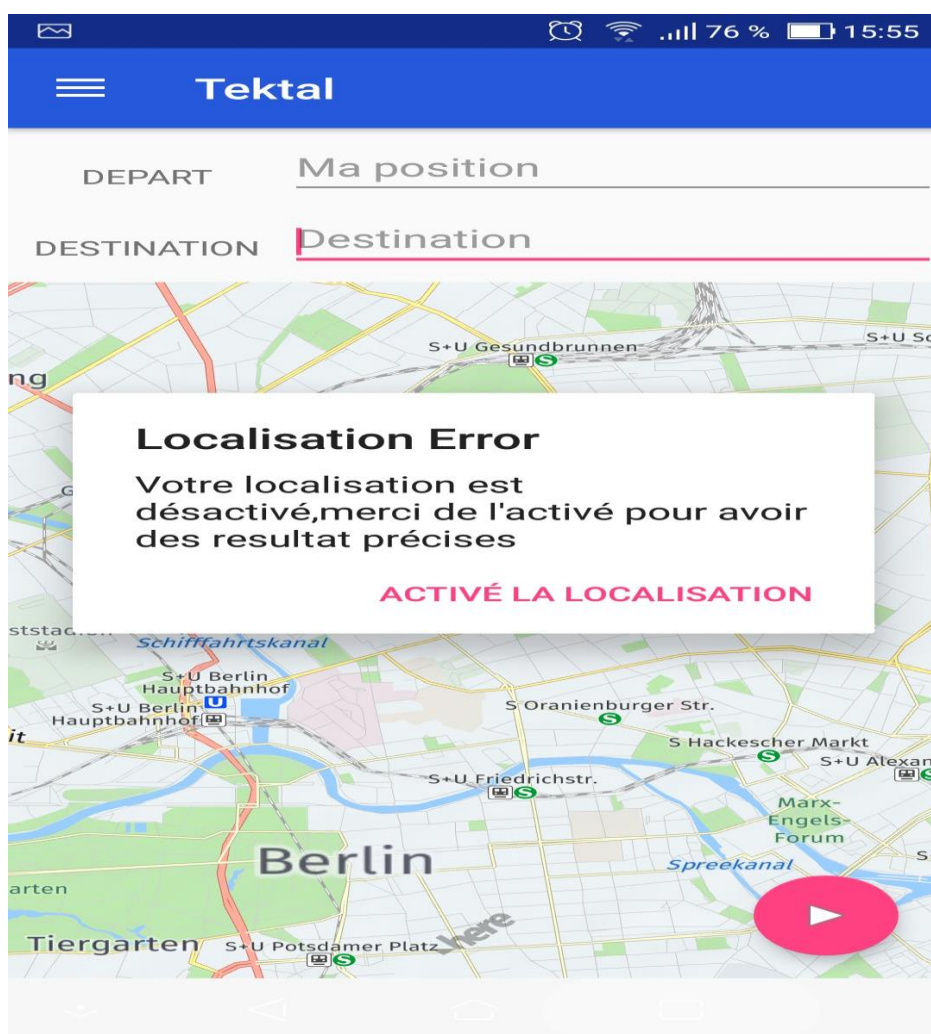 76 % 15:55
Tektal
DEPART Ma position
DESTINATION Destination
S+U Gesundbrunnen
S+U Sc
ng
Localisation Error
Votre localisation est
désactivé,merci de l'activé pour avoir
des resultat précises
ACTIVÉ LA LOCALISATION
Schifffahrtskanal
S+U Berlin
Hauptbahnhof
U
S+U Berlin
Hauptbahnhof
it
S Oranienburger Str.
S
S Hackescher Markt
S
S+U Alexan
S+U Friedrichstr.
S
Marx-
Engels-
Forum
Berlin
Spreekanal
S
arten
here
Tiergarten
S+U Potsdamer Platz
S